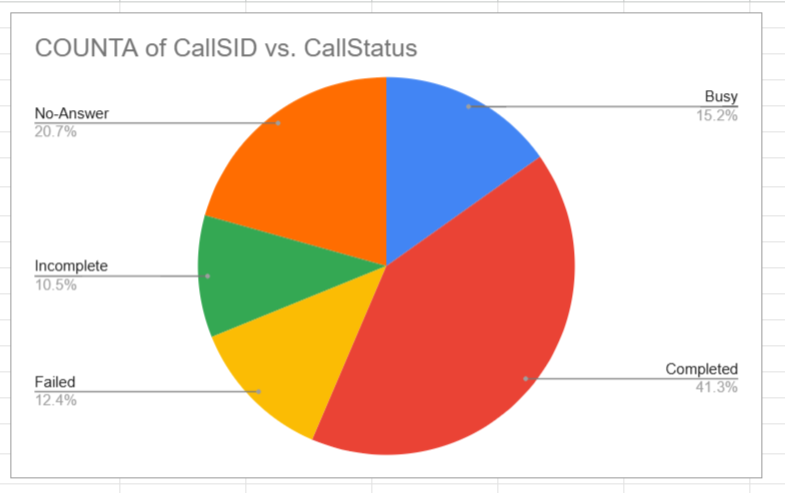 COUNTA of CallSID vs. CallStatus
Busy
15.2%
No-Answer
20.7%
Incomplete
10.5%
Completed
41.3%
Failed
12.4%